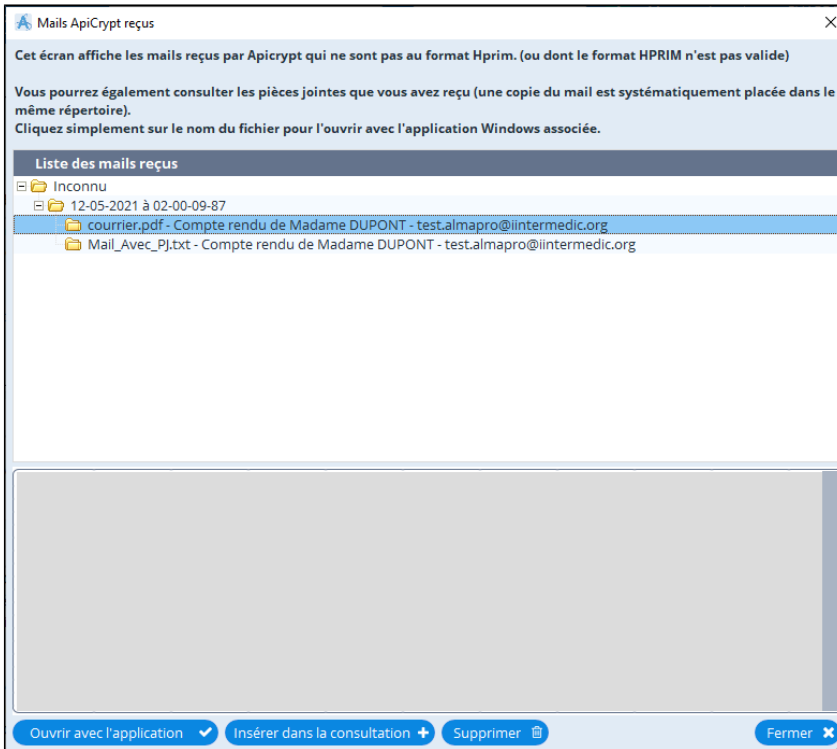 Mails ApiCrypt reçus
Cet écran affiche les mails reçus par Apicrypt qui ne sont pas au format Hprim. (ou dont le format HPRIM n'est pas valide)
Vous pourrez également consulter les pièces jointes que vous avez reçu (une copie du mail est systématiquement placée dans le
même répertoire).
Cliquez simplement sur le nom du fichier pour l'ouvrir avec l'application Windows associée.
Liste des mails reçus
Inconnu
12-05-2021 à 02-00-09-87
courrier.pdf - Compte rendu de Madame DUPONT - test.almapro@iintermedic.org
Mail_Avec_PJ.txt - Compte rendu de Madame DUPONT - test.almapro@iintermedic.org
Ouvrir avec l'application Insérer dans la consultation Supprimer Fermer